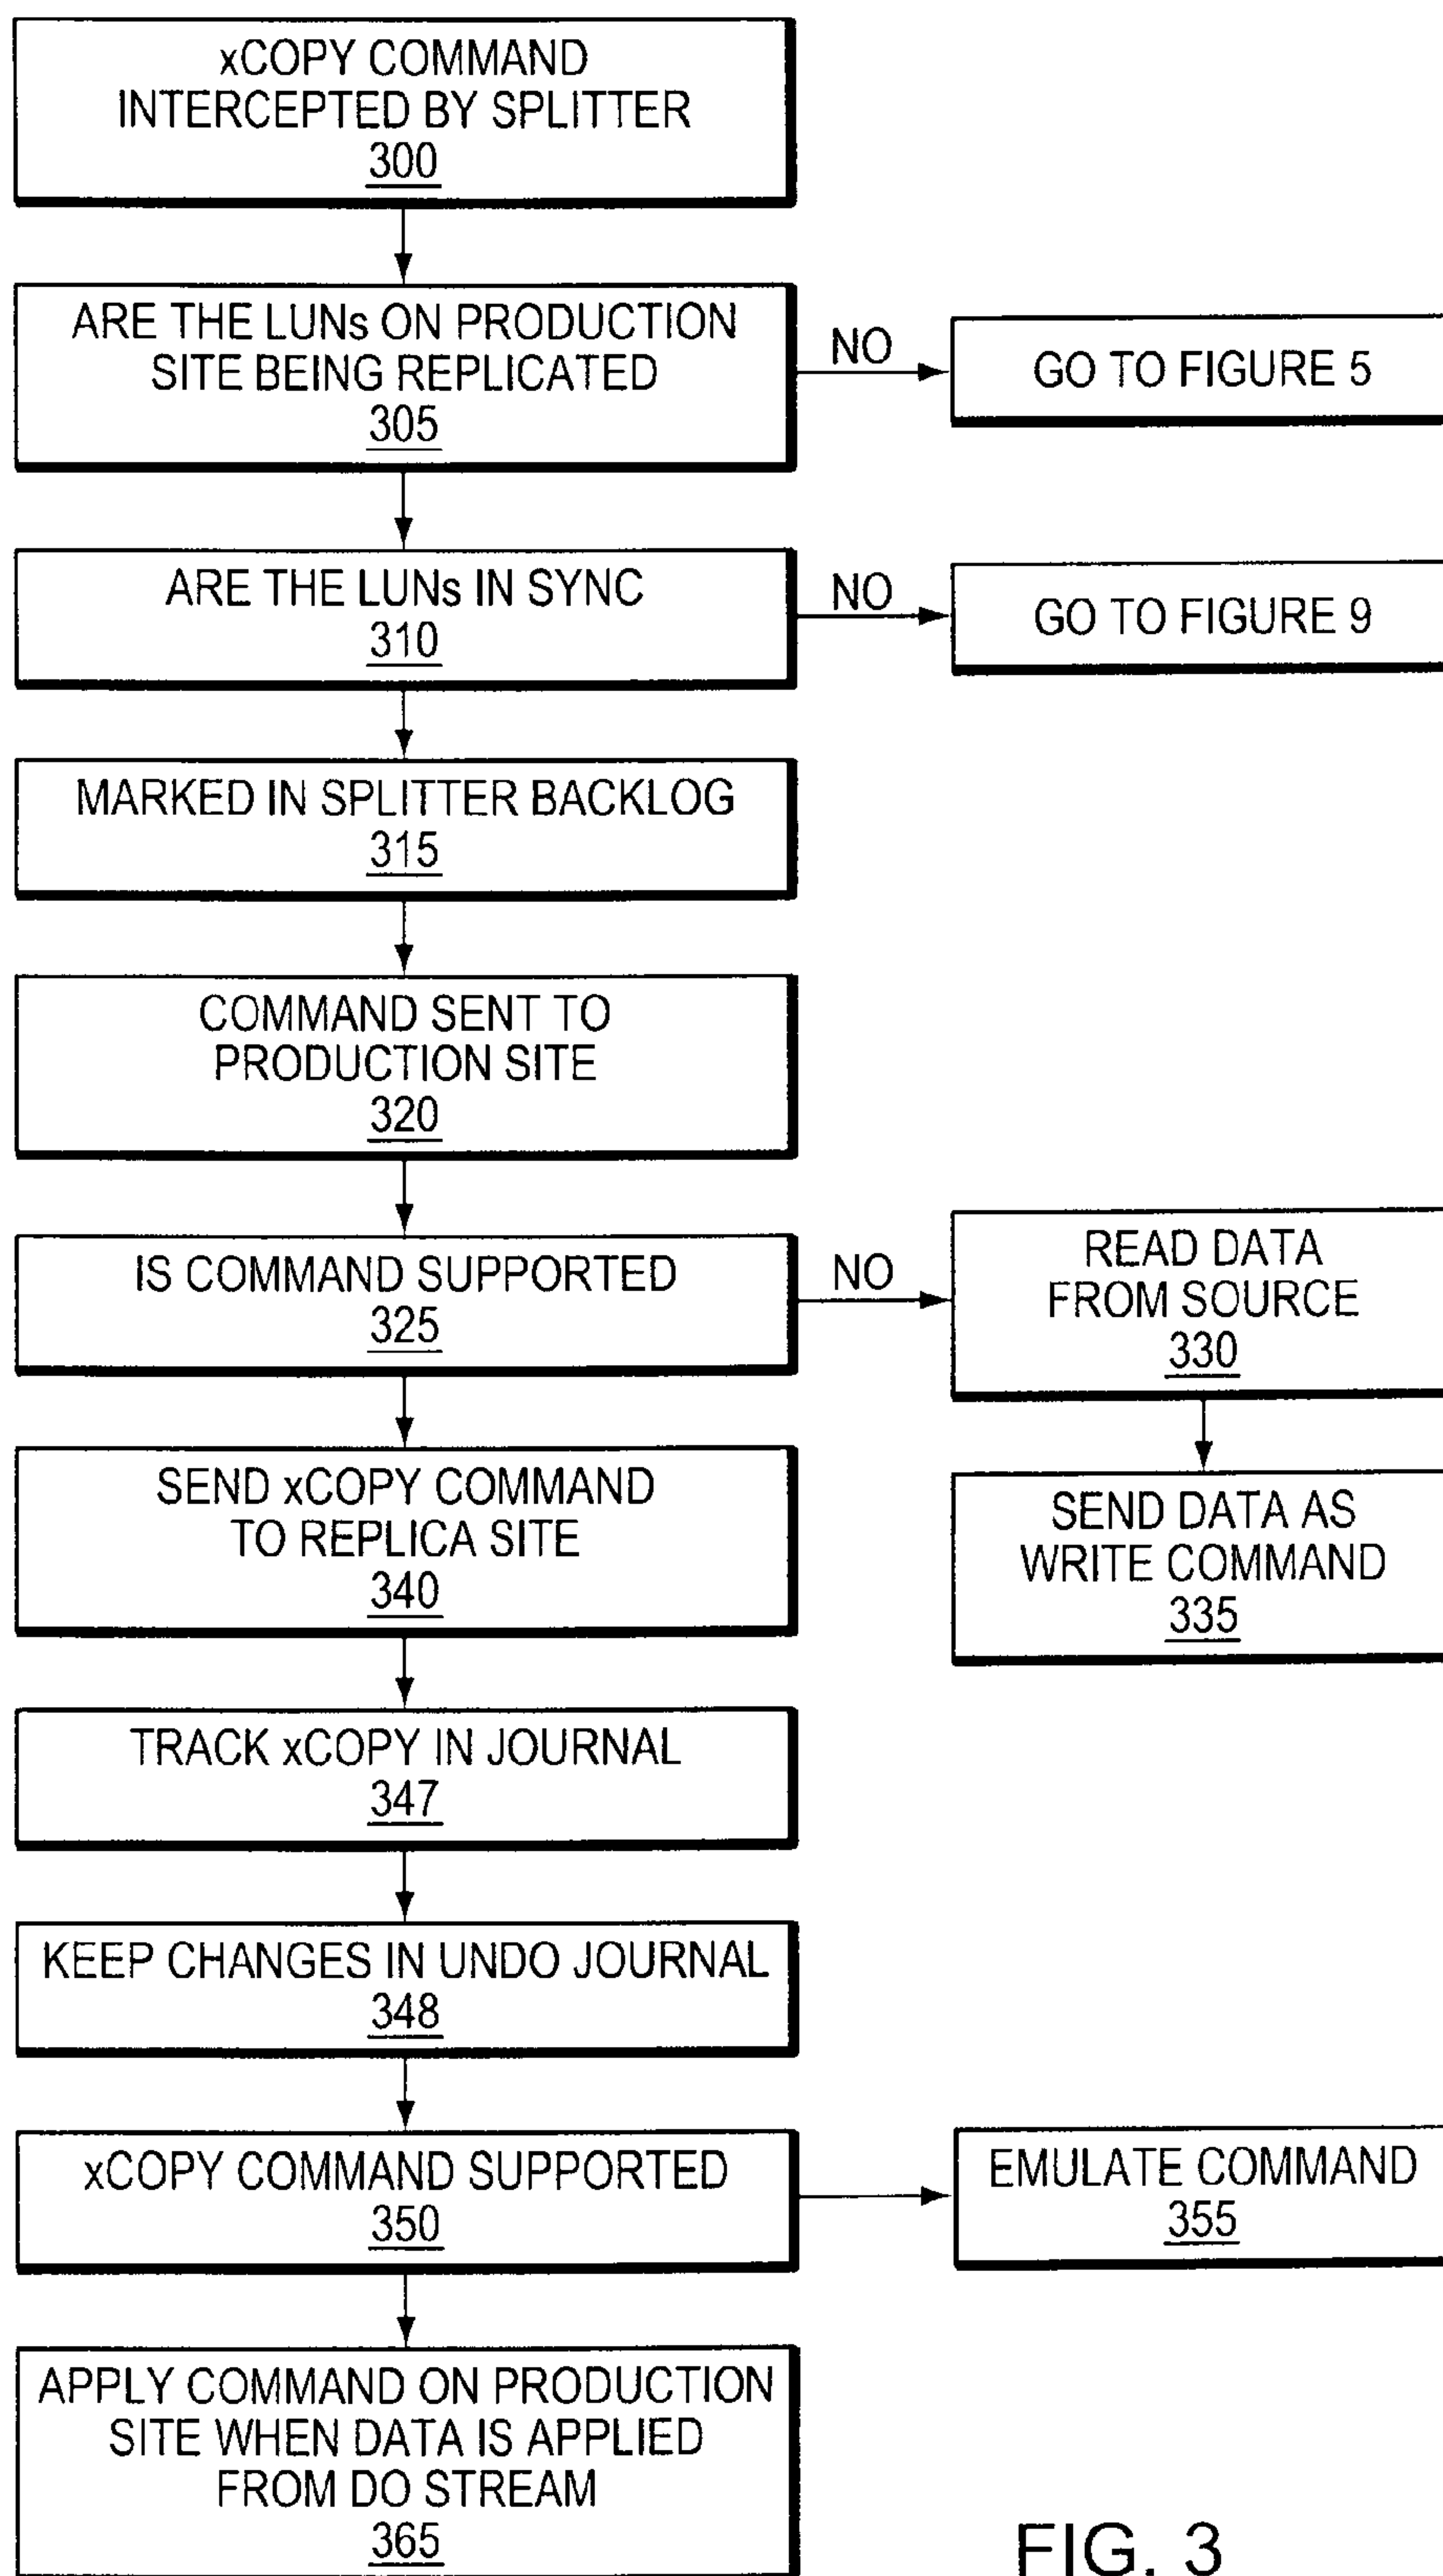 xCOPY COMMAND
INTERCEPTED BY SPLITTER
300
ARE THE LUNs ON PRODUCTION
SITE BEING REPLICATED
305
NO
GO TO FIGURE 5
ARE THE LUNs IN SYNC
310
NO
GO TO FIGURE 9
MARKED IN SPLITTER BACKLOG
315
COMMAND SENT TO
PRODUCTION SITE
320
IS COMMAND SUPPORTED
325
NO
READ DATA
FROM SOURCE
330
SEND DATA AS
WRITE COMMAND
335
SEND xCOPY COMMAND
TO REPLICA SITE
340
TRACK xCOPY IN JOURNAL
347
KEEP CHANGES IN UNDO JOURNAL
348
xCOPY COMMAND SUPPORTED
350
EMULATE COMMAND
355
APPLY COMMAND ON PRODUCTION
SITE WHEN DATA IS APPLIED
FROM DO STREAM
365
FIG. 3